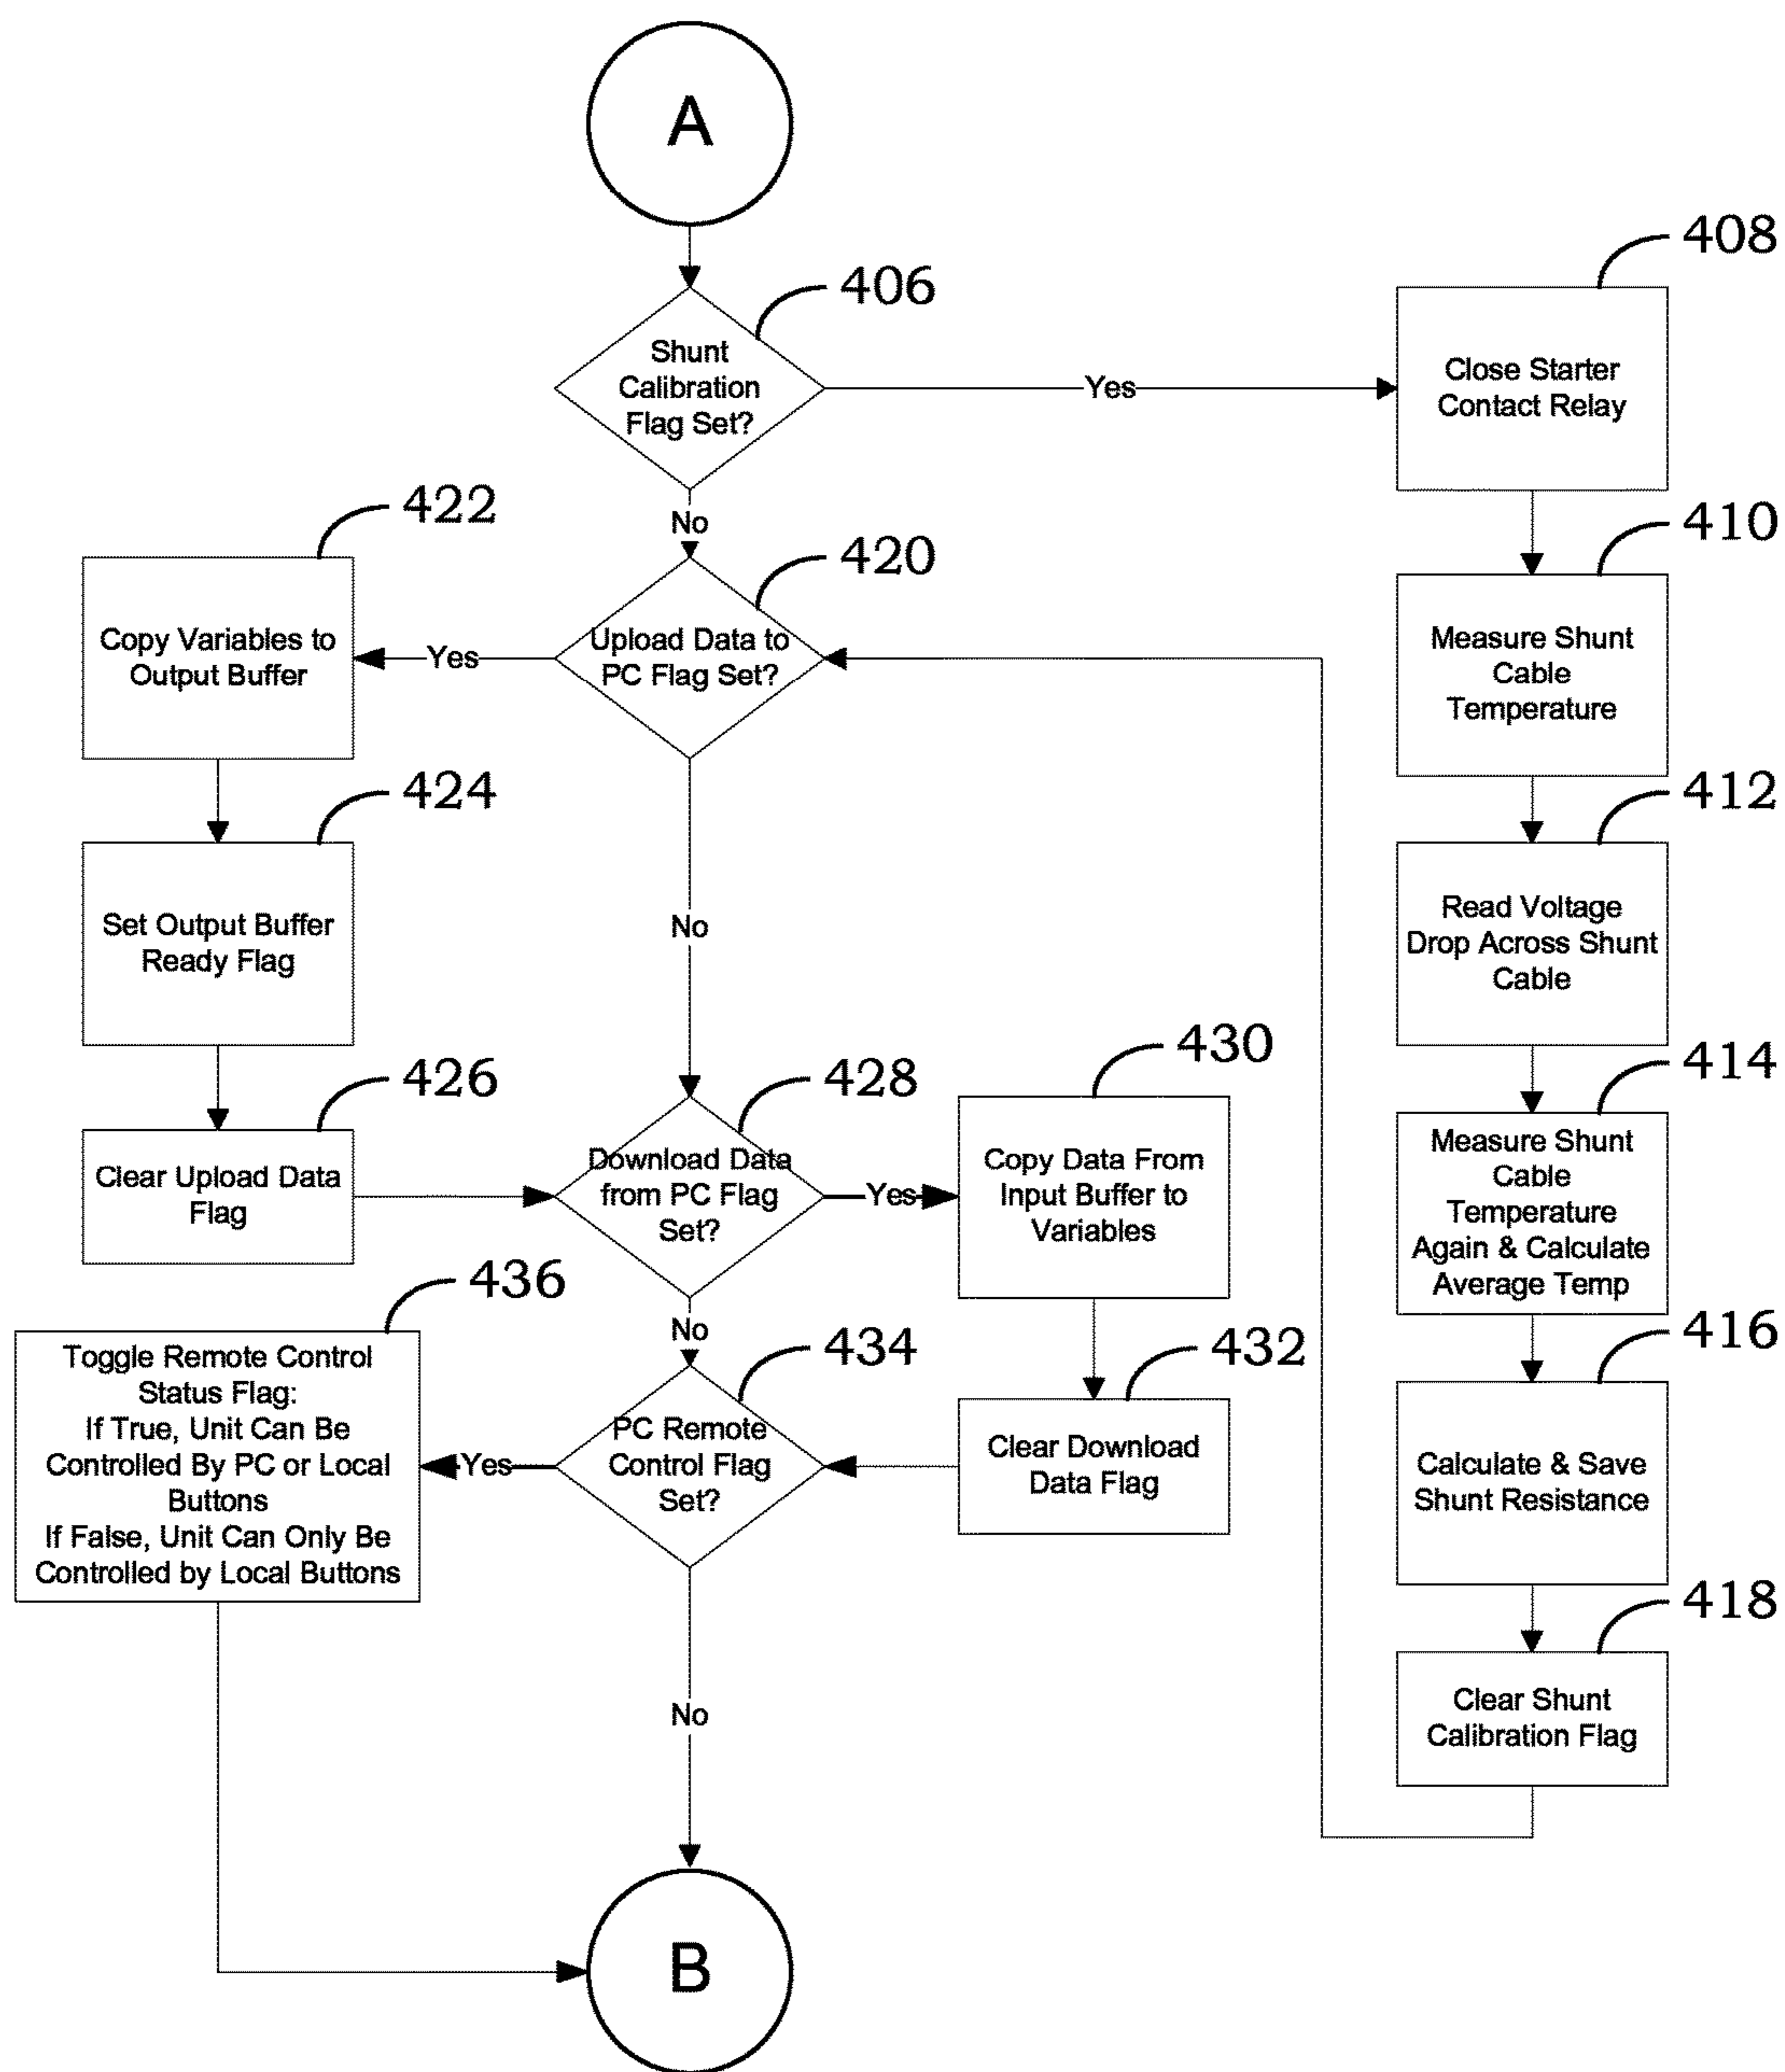 A
406
Shunt
Calibration
Flag Set?
Yes
408
Close Starter
Contact Relay
No
410
Measure Shunt
Cable
Temperature
412
Read Voltage
Drop Across Shunt
Cable
414
Measure Shunt
Cable
Temperature
Again & Calculate
Average Temp
416
Calculate & Save
Shunt Resistance
418
Clear Shunt
Calibration Flag
420
Upload Data to
PC Flag Set?
Yes
422
Copy Variables to
Output Buffer
424
Set Output Buffer
Ready Flag
426
Clear Upload Data
Flag
No
428
Download Data
from PC Flag
Set?
Yes
430
Copy Data From
Input Buffer to
Variables
432
Clear Download
Data Flag
No
434
PC Remote
Control Flag
Set?
Yes
436
Toggle Remote Control
Status Flag:
If True, Unit Can Be
Controlled By PC or Local
Buttons
If False, Unit Can Only Be
Controlled by Local Buttons
No
B